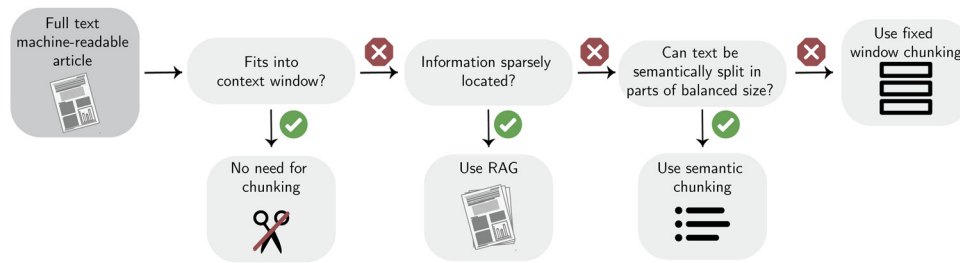 Full text
machine-readable
article
Fits into
context window?
Information sparsely
located?
Can text be
semantically split in
parts of balanced size?
Use fixed
window chunking
No need for
chunking
Use RAG
Use semantic
chunking